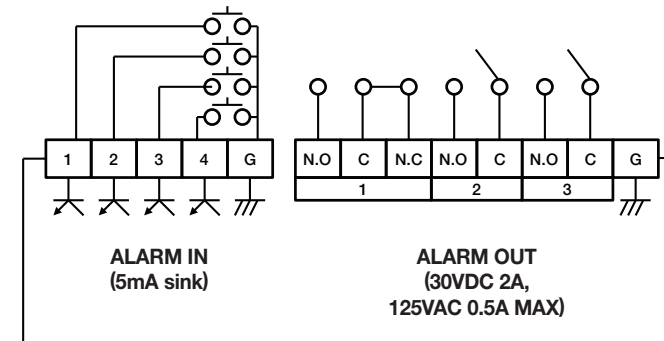 1 2 3 4 G
N.O C N.C N.O C N.O C G
1 2 3
ALARM IN
(5mA sink)
ALARM OUT
(30VDC 2A,
125VAC 0.5A MAX)